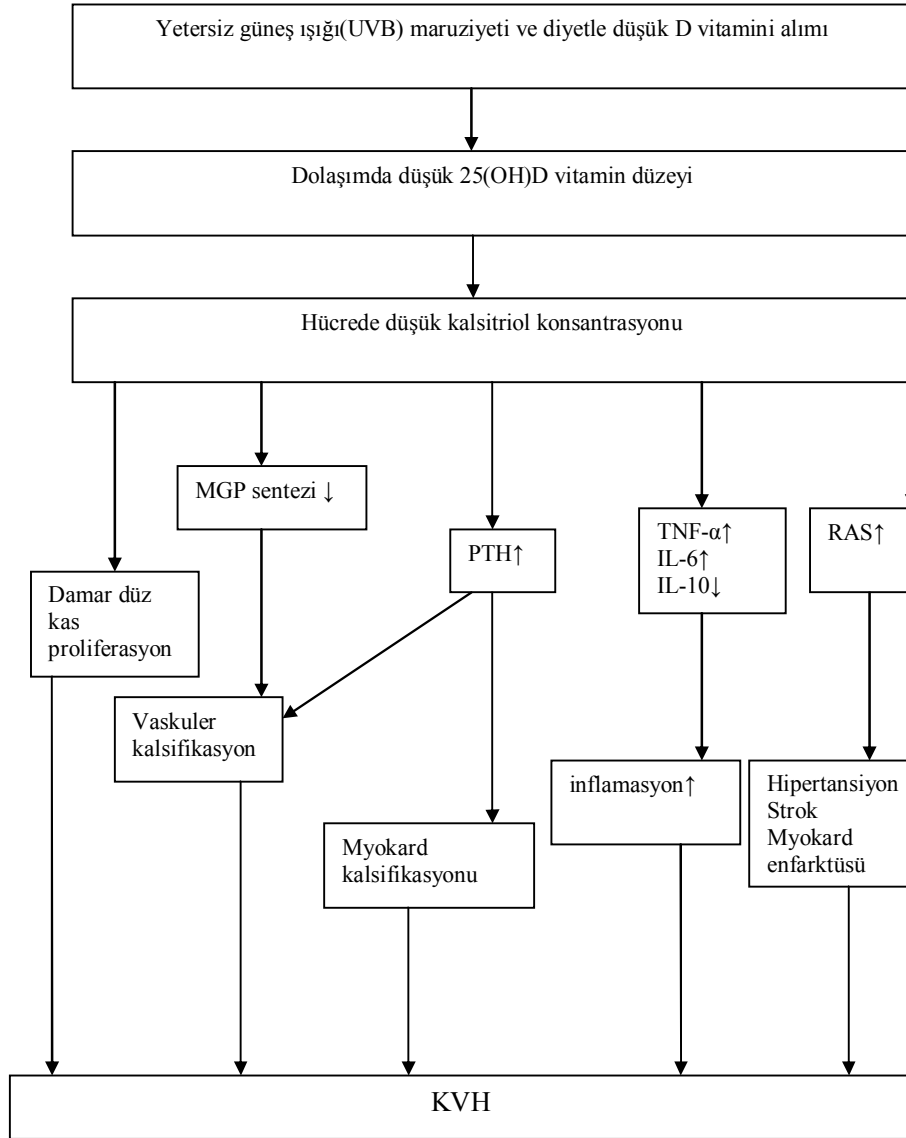 Yetersiz güneş ışığı(UVB) maruziyeti ve diyetle düşük D vitamini alımı
Dolaşımda düşük 25(OH)D vitamin düzeyi
Hücrede düşük kalsitriol konsantrasyonu
MGP sentezi ↓
PTH↑
TNF-α↑
IL-6↑
IL-10↓
RAS↑
Damar düz
kas
proliferasyon
Vaskuler
kalsifikasyon
Myokard
kalsifikasyonu
inflamasyon↑
Hipertansiyon
Strok
Myokard
enfarktüsü
KVH